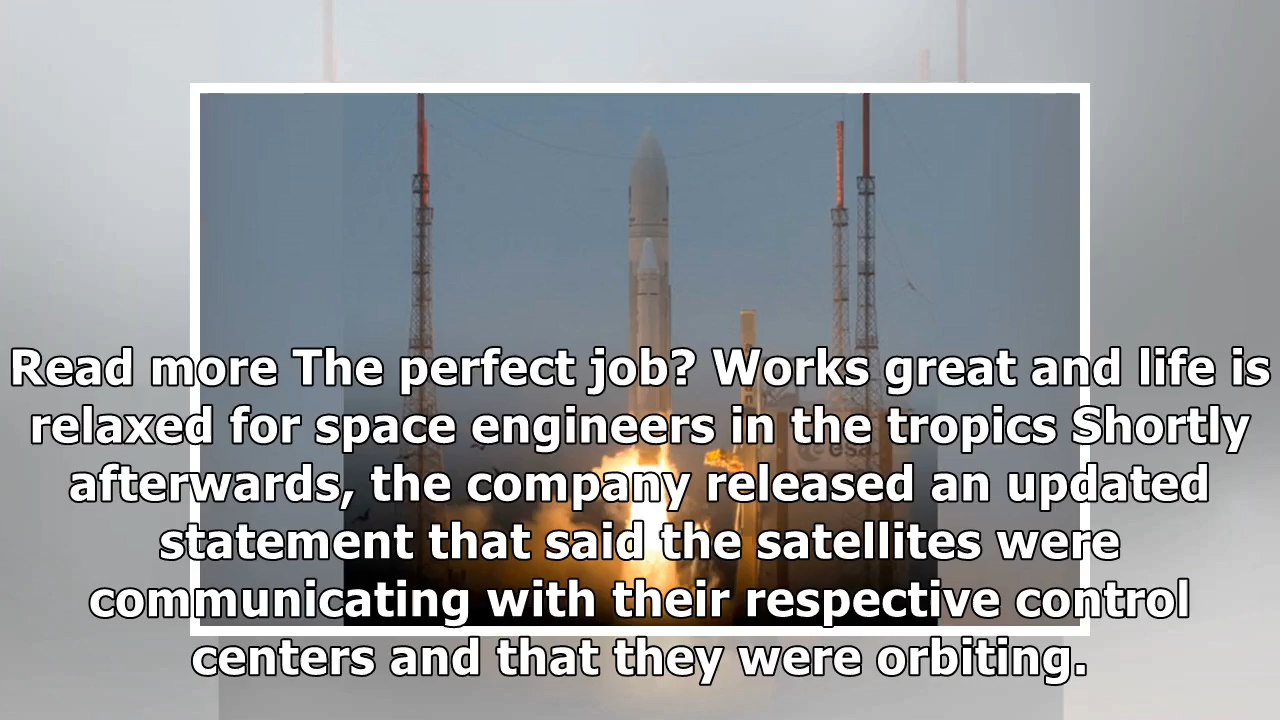 Read more The perfect job? Works great and life is
relaxed for space engineers in the tropics Shortly
afterwards, the company released an updated
statement that said the satellites were
communicating with their respective control
centers and that they were orbiting.
esa